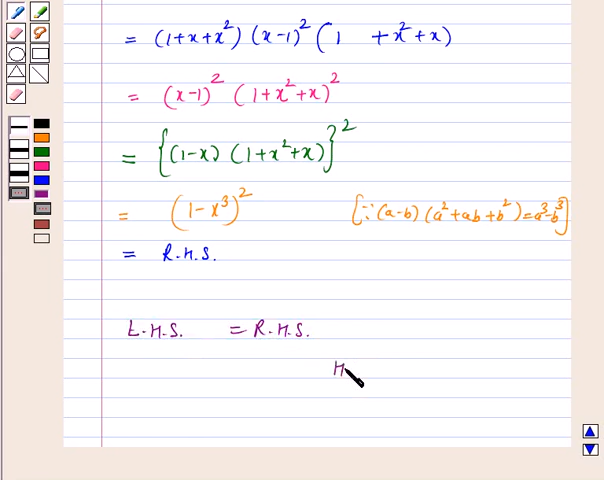 = (1+x+x²) (x-1)² (1 +x²+x)
= (x-1)² (1+x²+x)²
= {(1-x) (1+x²+x)}²
= (1-x³)² [∵(a-b) (a²+ab+b²)=a³-b³]
= R.H.S.
L.H.S. = R.H.S.
H